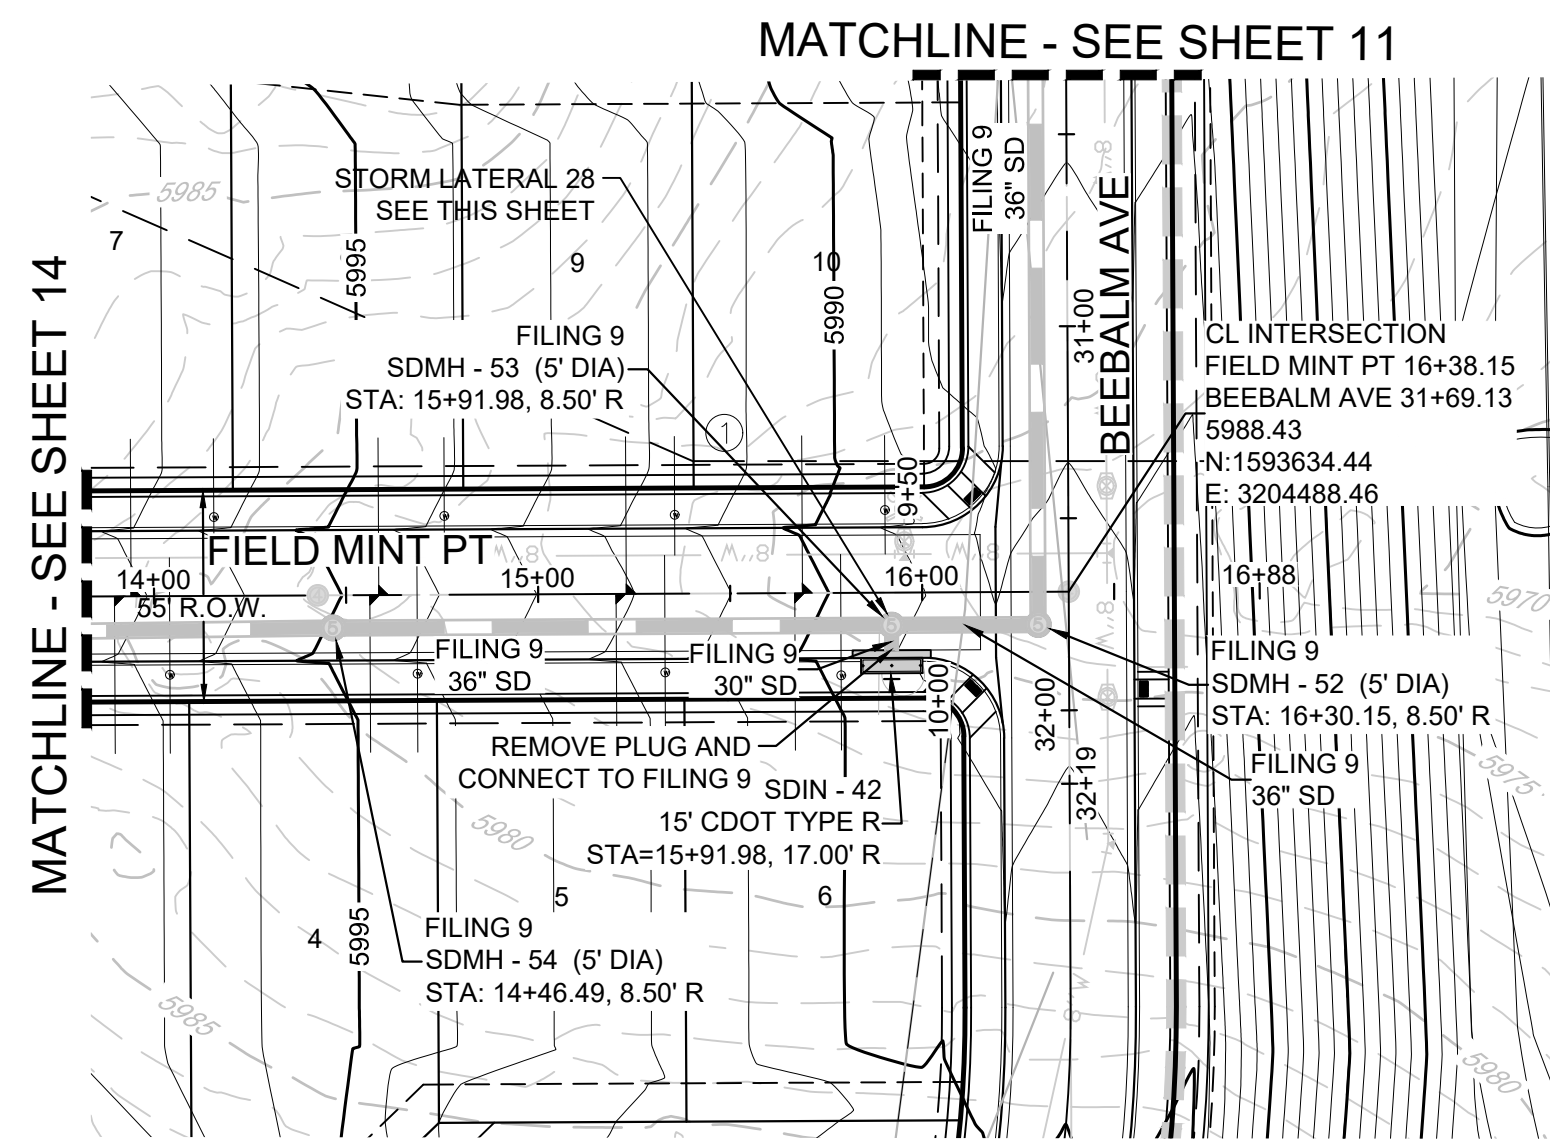 MATCHLINE - SEE SHEET 11
MATCHLINE - SEE SHEET 14
STORM LATERAL 28
SEE THIS SHEET
FILING 9
36" SD
BEEBALM AVE
5985
7
9
10
5995
5990
31+00
FILING 9
SDMH - 53 (5' DIA)
STA: 15+91.98, 8.50' R
1
CL INTERSECTION
FIELD MINT PT 16+38.15
BEEBALM AVE 31+69.13
5988.43
N:1593634.44
E: 3204488.46
9+50
FIELD MINT PT
8"W
8"W
8"W
8"W
8"W
14+00
15+00
16+00
16+88
55' R.O.W.
5970
FILING 9
36" SD
FILING 9
30" SD
10+00
32+00
32+19
FILING 9
SDMH - 52 (5' DIA)
STA: 16+30.15, 8.50' R
REMOVE PLUG AND
CONNECT TO FILING 9
FILING 9
36" SD
5975
SDIN - 42
15' CDOT TYPE R
STA=15+91.98, 17.00' R
5980
5
6
4
5995
FILING 9
SDMH - 54 (5' DIA)
STA: 14+46.49, 8.50' R
5985
5980